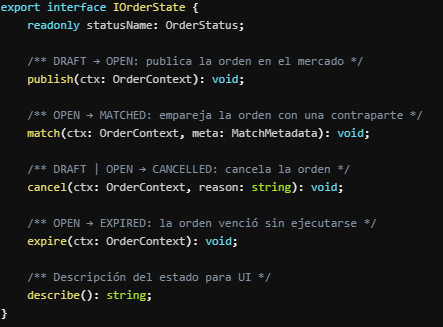 export interface IOrderState {
    readonly statusName: OrderStatus;

    /** DRAFT → OPEN: publica la orden en el mercado */
    publish(ctx: OrderContext): void;

    /** OPEN → MATCHED: empareja la orden con una contraparte */
    match(ctx: OrderContext, meta: MatchMetadata): void;

    /** DRAFT | OPEN → CANCELLED: cancela la orden */
    cancel(ctx: OrderContext, reason: string): void;

    /** OPEN → EXPIRED: la orden venció sin ejecutarse */
    expire(ctx: OrderContext): void;

    /** Descripción del estado para UI */
    describe(): string;
}